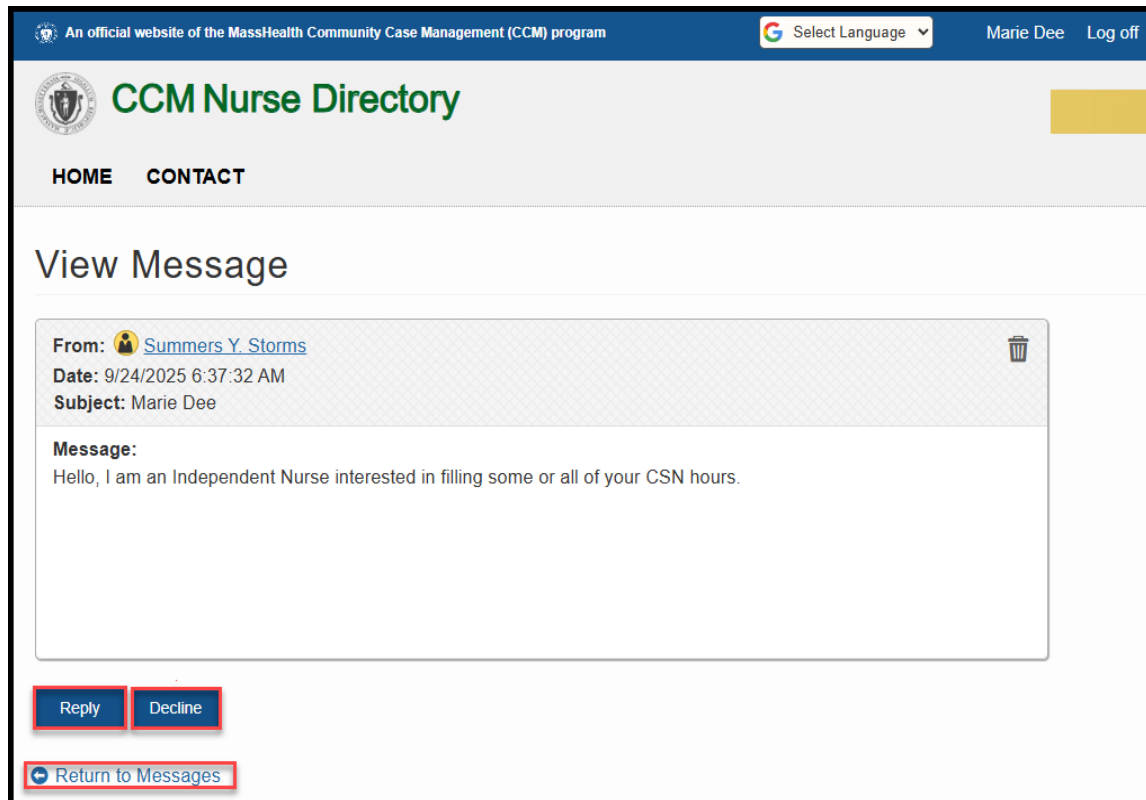 An official website of the MassHealth Community Case Management (CCM) program
Select Language
Marie Dee Log off
CCM Nurse Directory
HOME CONTACT
View Message
From: Summers Y. Storms
Date: 9/24/2025 6:37:32 AM
Subject: Marie Dee
Message:
Hello, I am an Independent Nurse interested in filling some or all of your CSN hours.
Reply Decline
Return to Messages